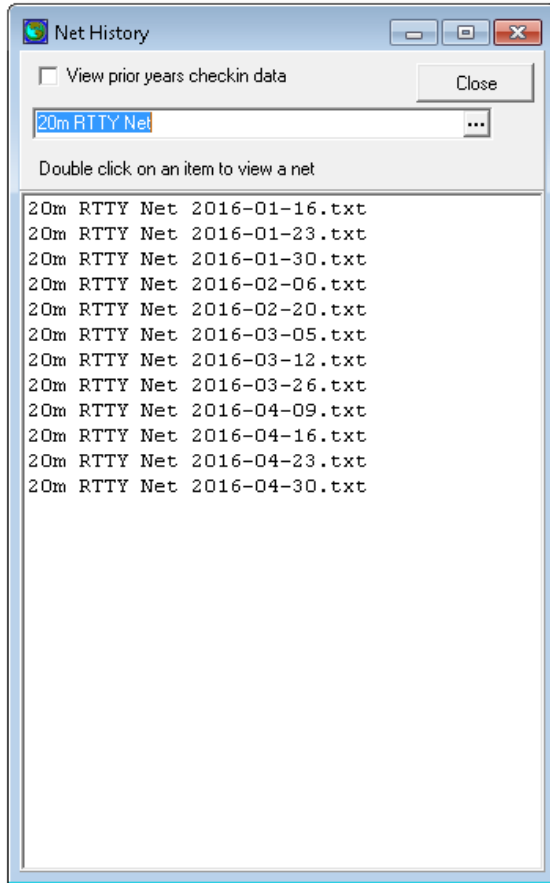 Net History
View prior years checkin data
Close
20m RTTY Net
...
Double click on an item to view a net
20m RTTY Net 2016-01-16.txt
20m RTTY Net 2016-01-23.txt
20m RTTY Net 2016-01-30.txt
20m RTTY Net 2016-02-06.txt
20m RTTY Net 2016-02-20.txt
20m RTTY Net 2016-03-05.txt
20m RTTY Net 2016-03-12.txt
20m RTTY Net 2016-03-26.txt
20m RTTY Net 2016-04-09.txt
20m RTTY Net 2016-04-16.txt
20m RTTY Net 2016-04-23.txt
20m RTTY Net 2016-04-30.txt